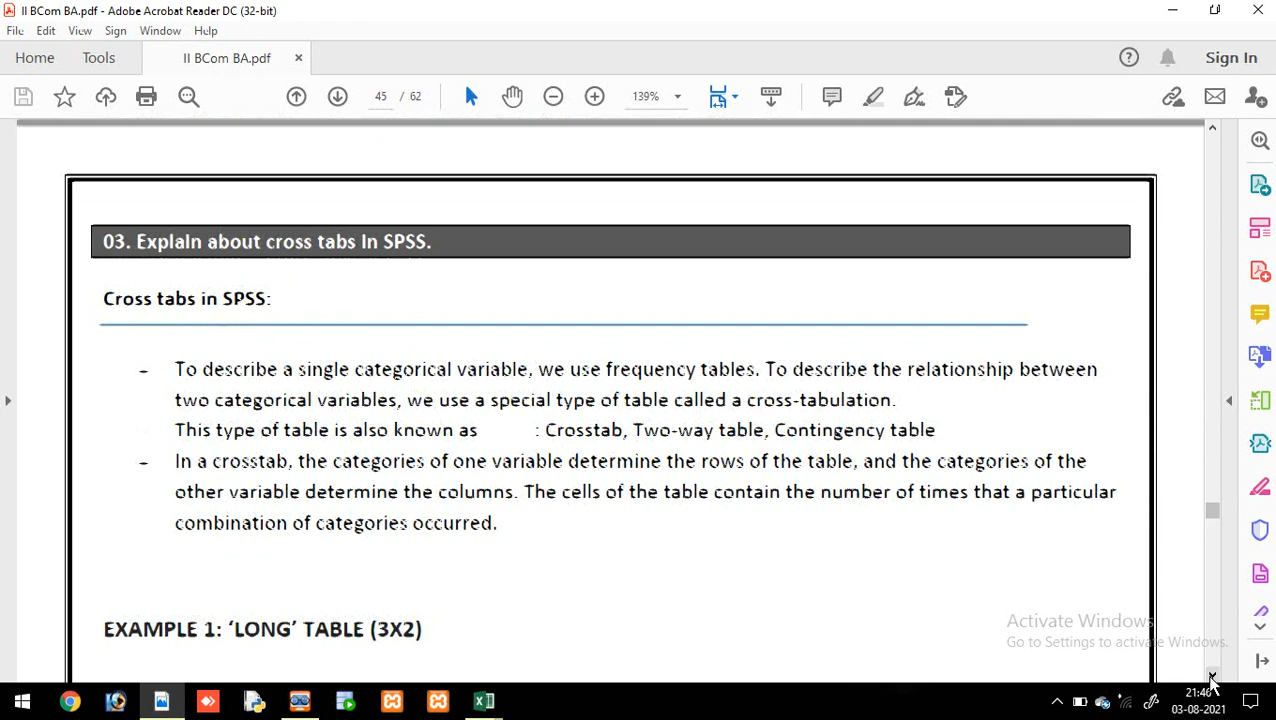 II BCom BA.pdf - Adobe Acrobat Reader DC (32-bit)
File Edit View Sign Window Help
Home Tools II BCom BA.pdf Sign In
45 / 62 139%
03. Explain about cross tabs in SPSS.
Cross tabs in SPSS:
- To describe a single categorical variable, we use frequency tables. To describe the relationship between
two categorical variables, we use a special type of table called a cross-tabulation.
This type of table is also known as : Crosstab, Two-way table, Contingency table
- In a crosstab, the categories of one variable determine the rows of the table, and the categories of the
other variable determine the columns. The cells of the table contain the number of times that a particular
combination of categories occurred.
EXAMPLE 1: ‘LONG’ TABLE (3X2)
Activate Windows
Go to Settings to activate Windows.
21:46
03-08-2021